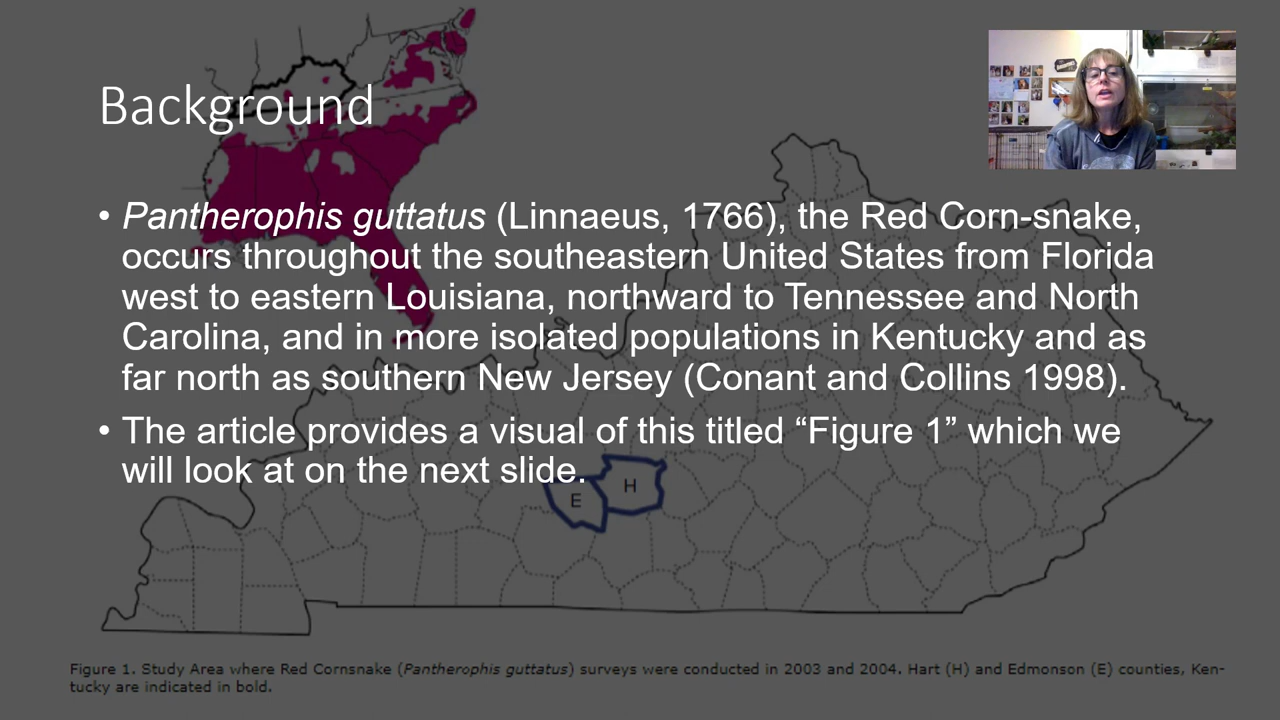 Background
• Pantherophis guttatus (Linnaeus, 1766), the Red Corn-snake,
occurs throughout the southeastern United States from Florida
west to eastern Louisiana, northward to Tennessee and North
Carolina, and in more isolated populations in Kentucky and as
far north as southern New Jersey (Conant and Collins 1998).
• The article provides a visual of this titled “Figure 1” which we
will look at on the next slide.
E
H
Figure 1. Study Area where Red Cornsnake (Pantherophis guttatus) surveys were conducted in 2003 and 2004. Hart (H) and Edmonson (E) counties, Ken-
tucky are indicated in bold.